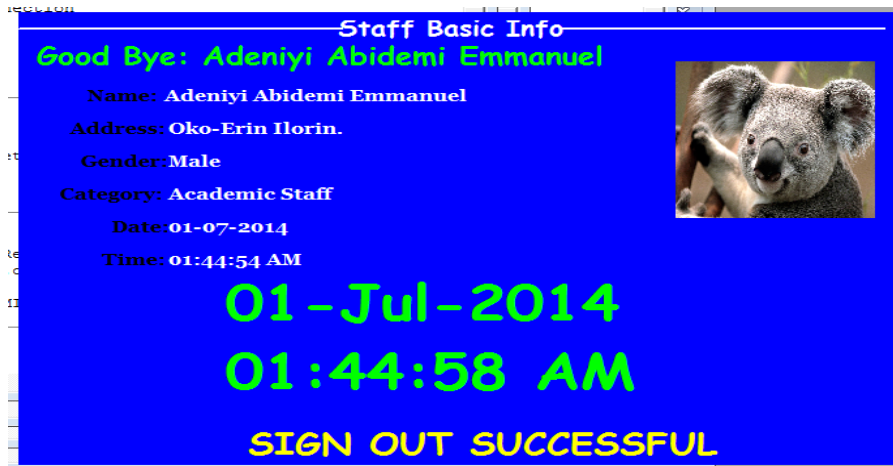 Staff Basic Info
Good Bye: Adeniyi Abidemi Emmanuel
Name: Adeniyi Abidemi Emmanuel
Address: Oko-Erin Ilorin.
Gender:Male
Category: Academic Staff
Date:01-07-2014
Time: 01:44:54 AM
01-Jul-2014
01:44:58 AM
SIGN OUT SUCCESSFUL